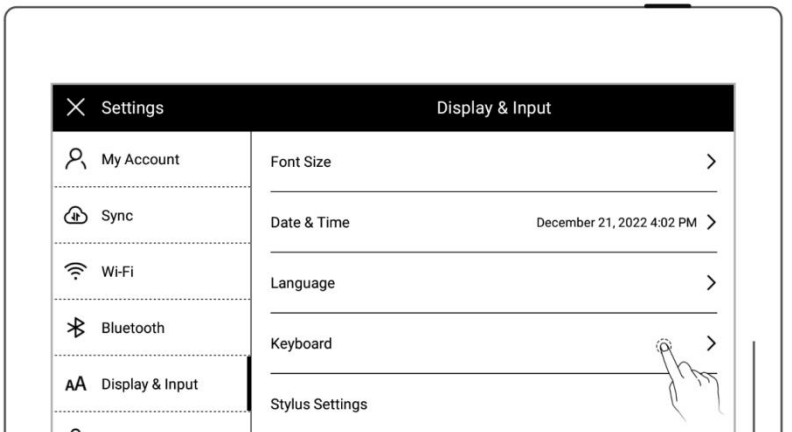 Settings
Display & Input
My Account
Sync
Wi-Fi
Bluetooth
AA Display & Input
Font Size
Date & Time December 21, 2022 4:02 PM
Language
Keyboard
Stylus Settings